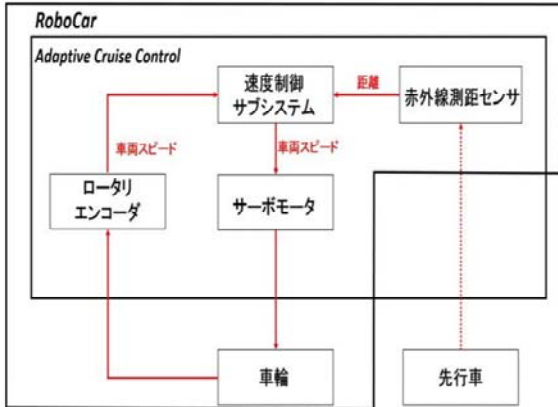 RoboCar
Adaptive Cruise Control
速度制御
サブシステム
距離
赤外線測距センサ
車両スピード
車両スピード
ロータリ
エンコーダ
サーボモータ
車輪
先行車